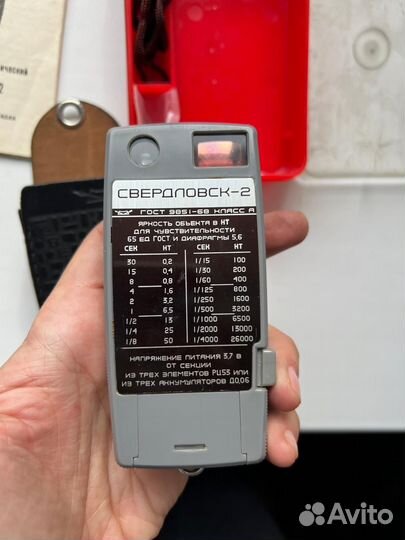 ический
2
СВЕРДЛОВСК-2
ГОСТ 9851-68 КЛАСС А
ЯРКОСТЬ ОБЪЕКТА В НТ
ДЛЯ ЧУВСТВИТЕЛЬНОСТИ
65 ЕД ГОСТ И ДИАФРАГМЫ 5,6
СЕК НТ СЕК НТ
30 0,2 1/15 100
15 0,4 1/30 200
8 0,8 1/60 400
4 1,6 1/125 800
2 3,2 1/250 1600
1 6,5 1/500 3200
1/2 13 1/1000 6500
1/4 25 1/2000 13000
1/8 50 1/4000 26000
НАПРЯЖЕНИЕ ПИТАНИЯ 3,7 В
ОТ СЕКЦИИ
ИЗ ТРЕХ ЭЛЕМЕНТОВ РЦ53 ИЛИ
ИЗ ТРЕХ АККУМУЛЯТОРОВ Д0,06
Avito